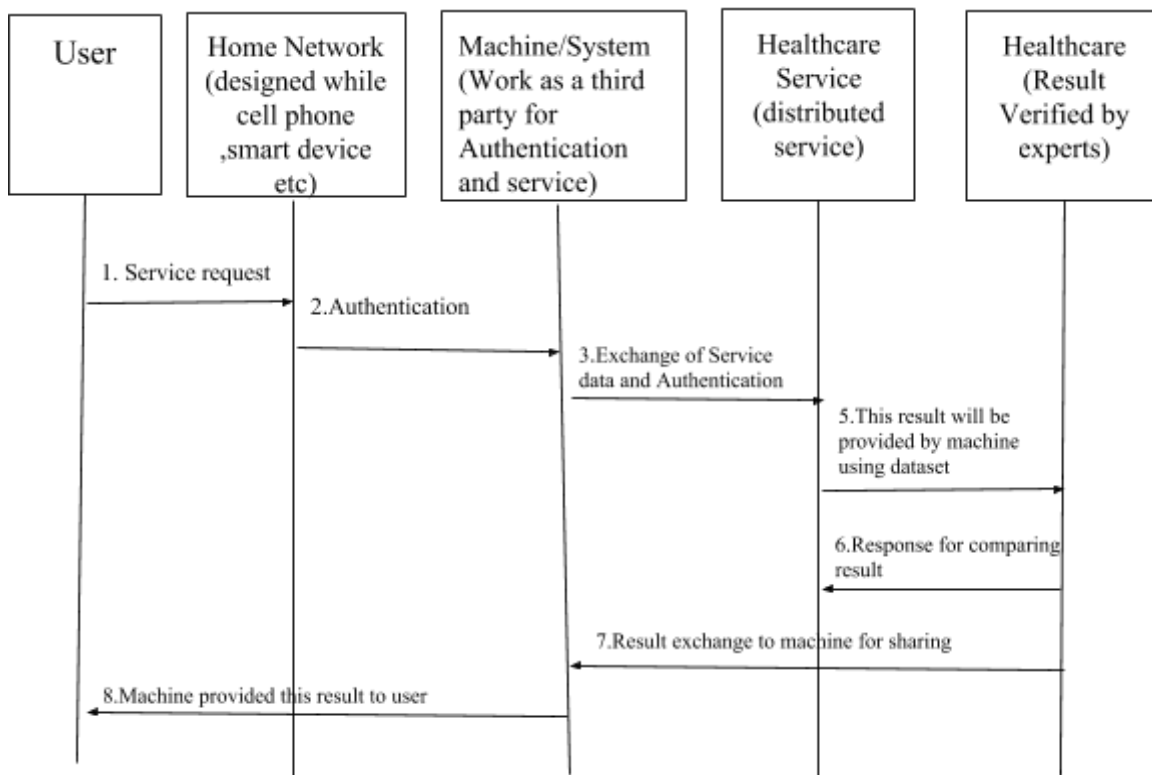 User
Home Network
(designed while
cell phone
,smart device
etc)
Machine/System
(Work as a third
party for
Authentication
and service)
Healthcare
Service
(distributed
service)
Healthcare
(Result
Verified by
experts)
1. Service request
2.Authentication
3.Exchange of Service
data and Authentication
5.This result will be
provided by machine
using dataset
6.Response for comparing
result
7.Result exchange to machine for sharing
8.Machine provided this result to user